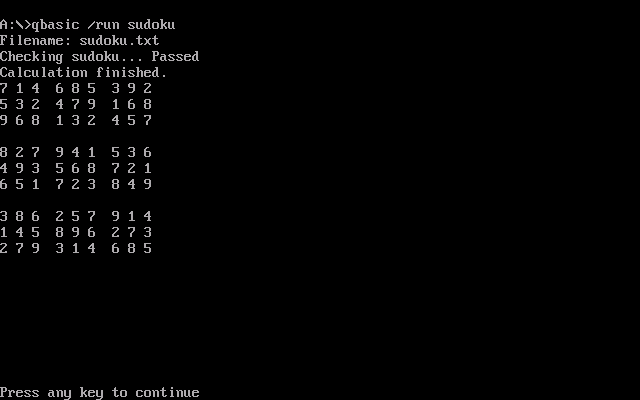 A:\>qbasic /run sudoku
Filename: sudoku.txt
Checking sudoku... Passed
Calculation finished.
7 1 4  6 8 5  3 9 2
5 3 2  4 7 9  1 6 8
9 6 8  1 3 2  4 5 7
8 2 7  9 4 1  5 3 6
4 9 3  5 6 8  7 2 1
6 5 1  7 2 3  8 4 9
3 8 6  2 5 7  9 1 4
1 4 5  8 9 6  2 7 3
2 7 9  3 1 4  6 8 5
Press any key to continue